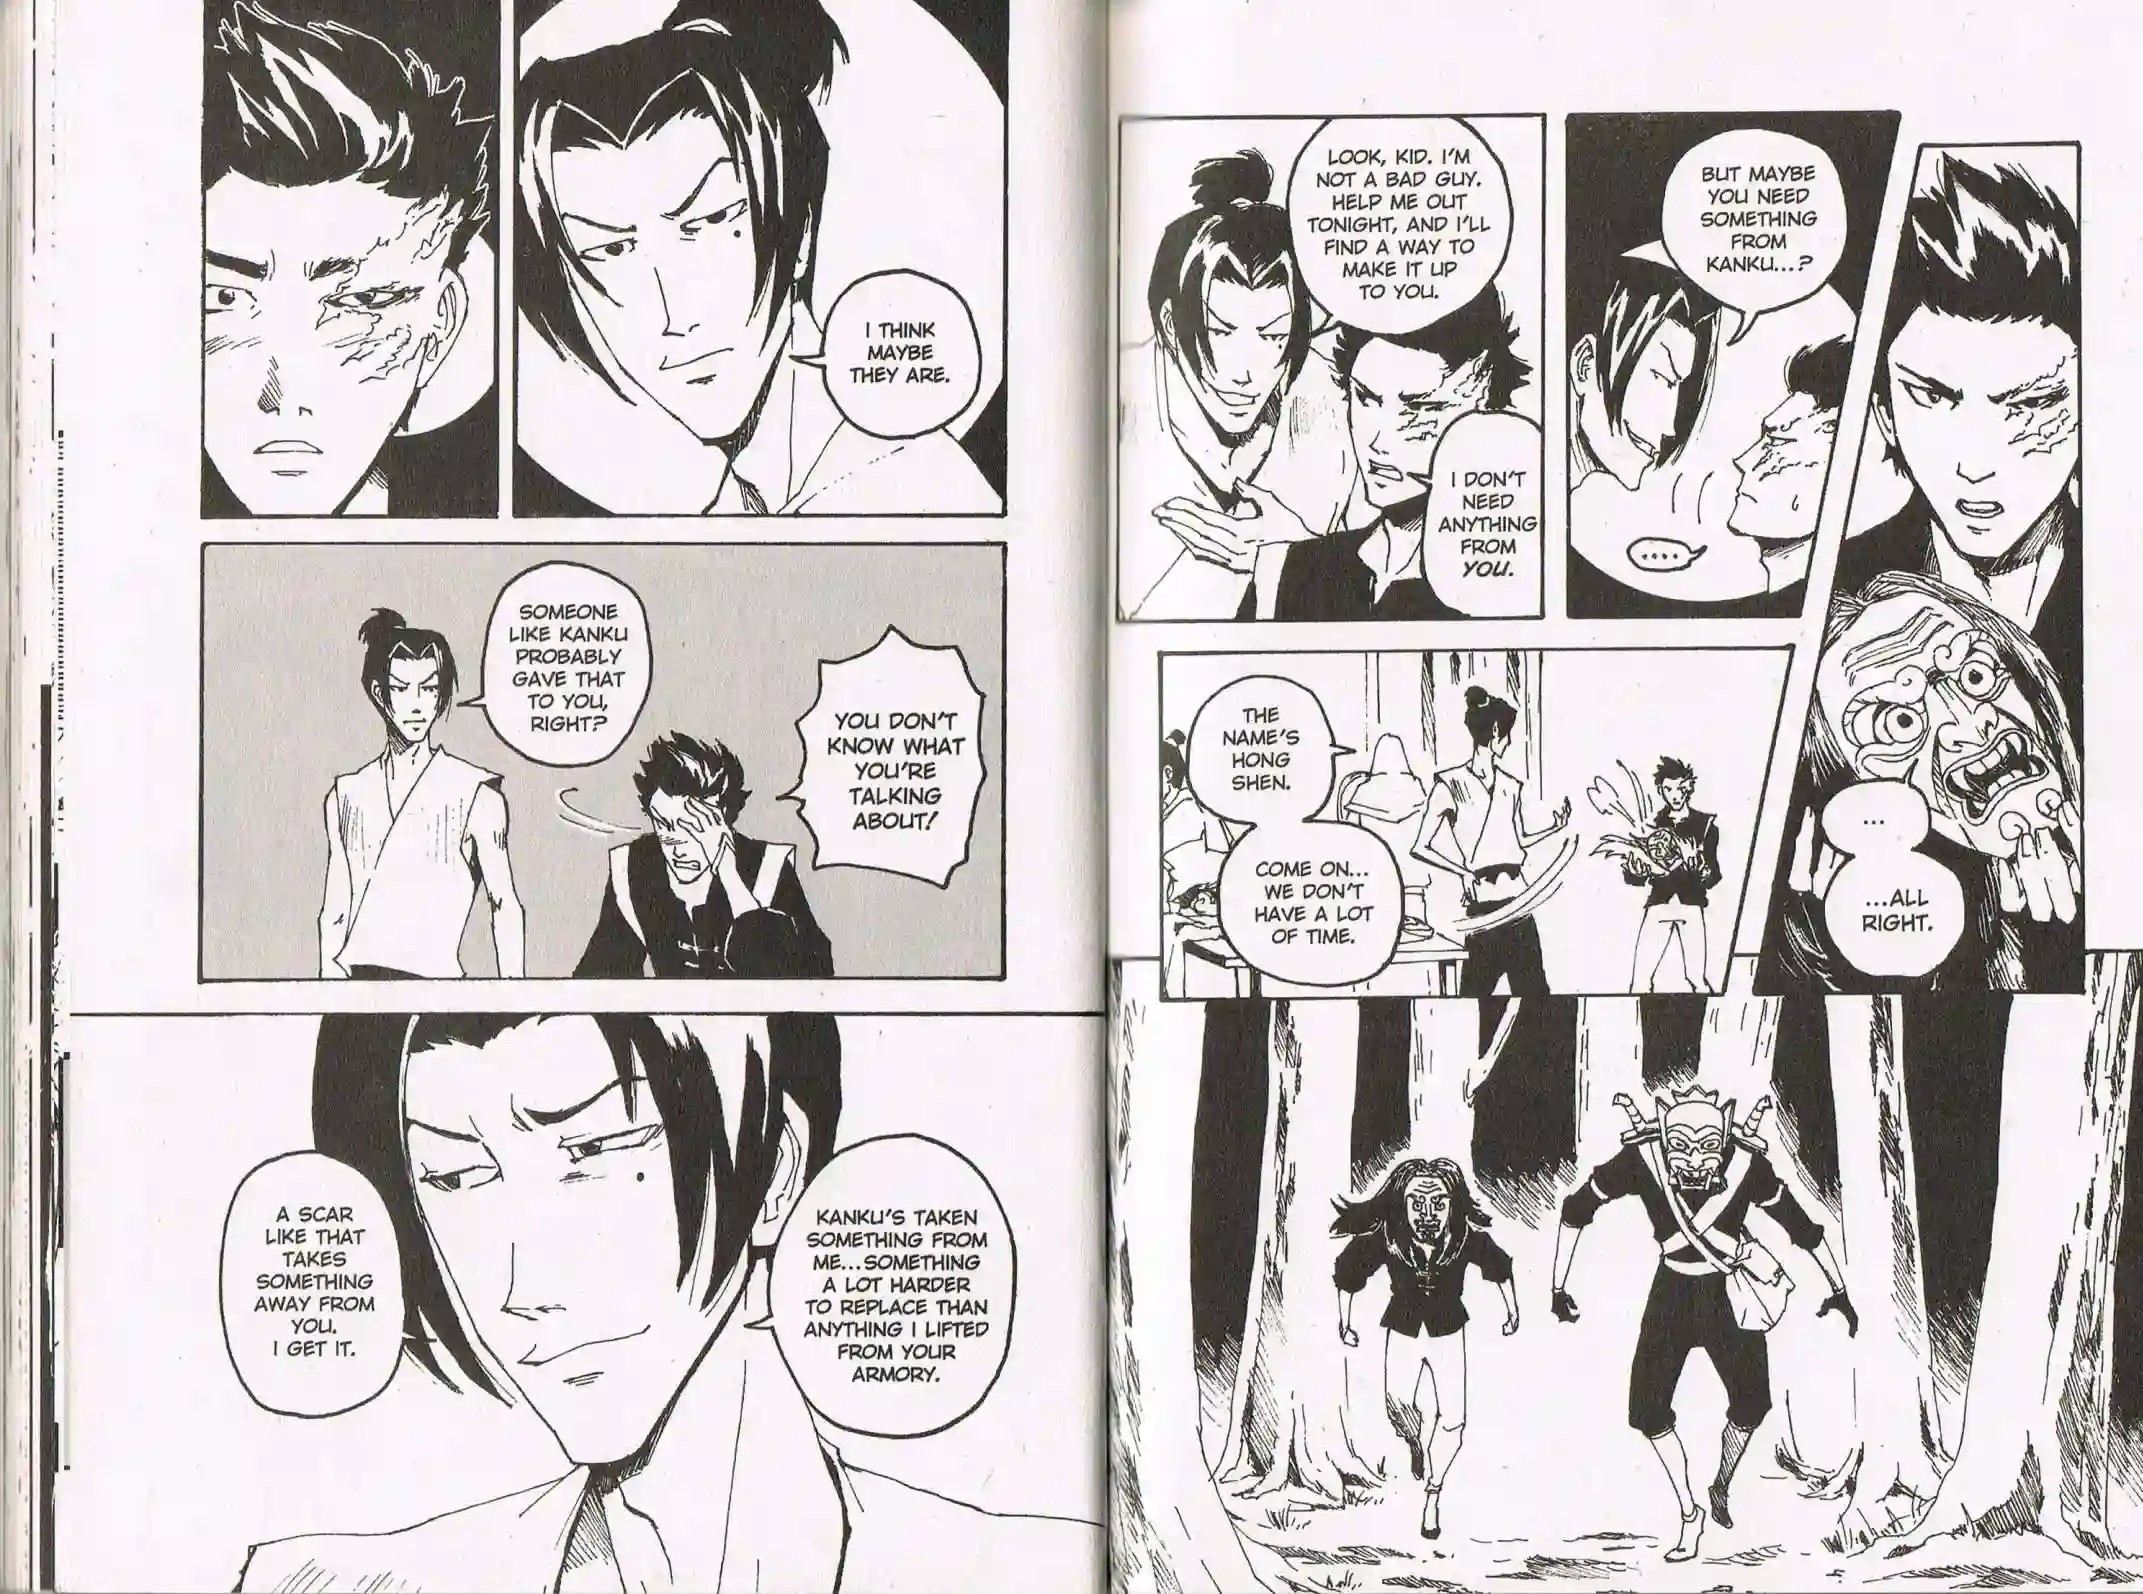 I THINK
MAYBE
THEY ARE.
SOMEONE
LIKE KANKU
PROBABLY
GAVE THAT
TO YOU,
RIGHT?
YOU DON'T
KNOW WHAT
YOU'RE
TALKING
ABOUT!
A SCAR
LIKE THAT
TAKES
SOMETHING
AWAY FROM
YOU.
I GET IT.
KANKU'S TAKEN
SOMETHING FROM
ME...SOMETHING
A LOT HARDER
TO REPLACE THAN
ANYTHING I LIFTED
FROM YOUR
ARMORY.
LOOK, KID. I'M
NOT A BAD GUY.
HELP ME OUT
TONIGHT, AND I'LL
FIND A WAY TO
MAKE IT UP
TO YOU.
I DON'T
NEED
ANYTHING
FROM
YOU.
BUT MAYBE
YOU NEED
SOMETHING
FROM
KANKU...?
....
...
...ALL
RIGHT.
THE
NAME'S
HONG
SHEN.
COME ON...
WE DON'T
HAVE A LOT
OF TIME.